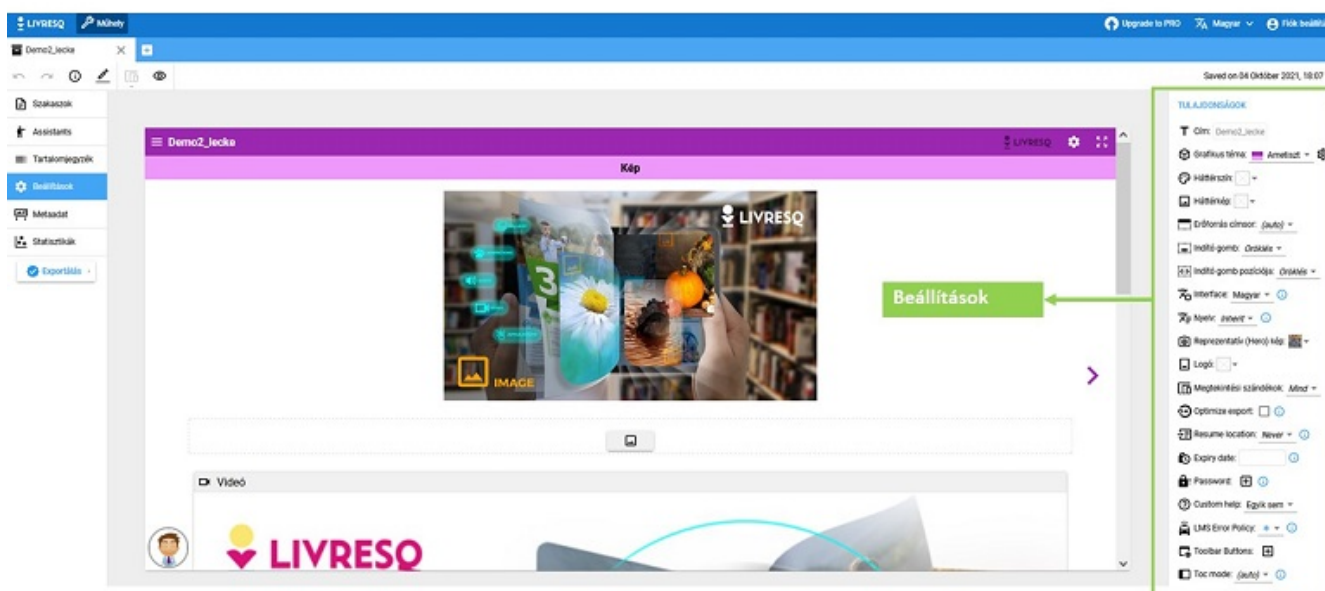 LIVRESQ Műhely
Upgrade to PRO Magyar Fiók beállítá
Demo2_lecke
Saved on 04 Október 2021, 18:07
Szakaszok
Assistants
Tartalomjegyzék
Beállítások
Metaadat
Statisztikák
Exportálás
Demo2_lecke LIVRESQ
Kép
LIVRESQ
3
IMAGE
Videó
LIVRESQ
Beállítások
TULAJDONSÁGOK
Cím: Demo2_lecke
Grafikus téma: Ametiszt
Háttérszín:
Háttérkép:
Erőforrás címsor: (auto)
Indító gomb: Öröklés
Indító gomb pozíciója: Öröklés
Interface: Magyar
Nyelv: Inherit
Reprezentatív (Hero) kép:
Logó:
Megtekintési szándékok: Mind
Optimize export:
Resume location: Never
Expiry date:
Password:
Custom help: Egyik sem
LMS Error Policy: *
Toolbar Buttons:
Toc mode: (auto)